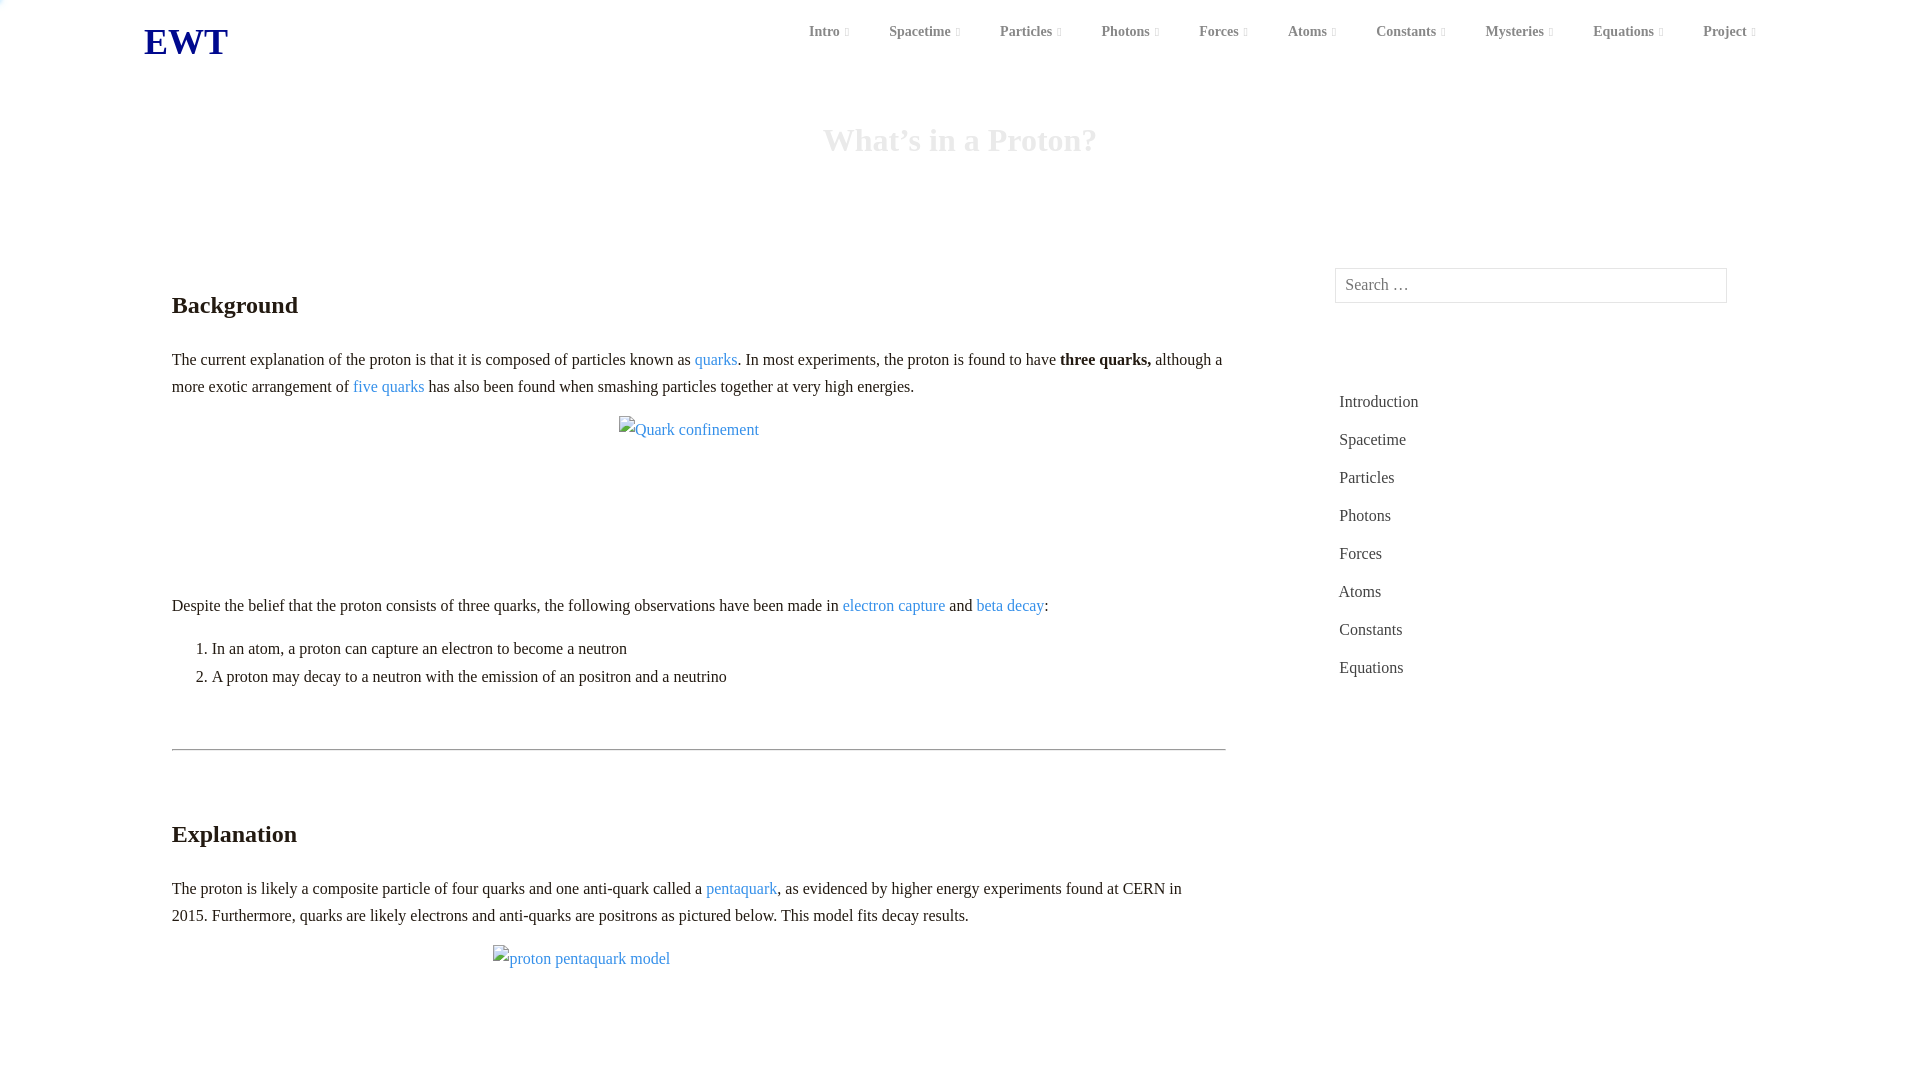 EWT
Intro
Spacetime
Particles
Photons
Forces
Atoms
Constants
Mysteries
Equations
Project
What’s in a Proton?
Background
The current explanation of the proton is that it is composed of particles known as quarks. In most experiments, the proton is found to have three quarks, although a
more exotic arrangement of five quarks has also been found when smashing particles together at very high energies.
Quark confinement
Despite the belief that the proton consists of three quarks, the following observations have been made in electron capture and beta decay:
1. In an atom, a proton can capture an electron to become a neutron
2. A proton may decay to a neutron with the emission of an positron and a neutrino
Explanation
The proton is likely a composite particle of four quarks and one anti-quark called a pentaquark, as evidenced by higher energy experiments found at CERN in
2015. Furthermore, quarks are likely electrons and anti-quarks are positrons as pictured below. This model fits decay results.
proton pentaquark model
Search …
Introduction
Spacetime
Particles
Photons
Forces
Atoms
Constants
Equations